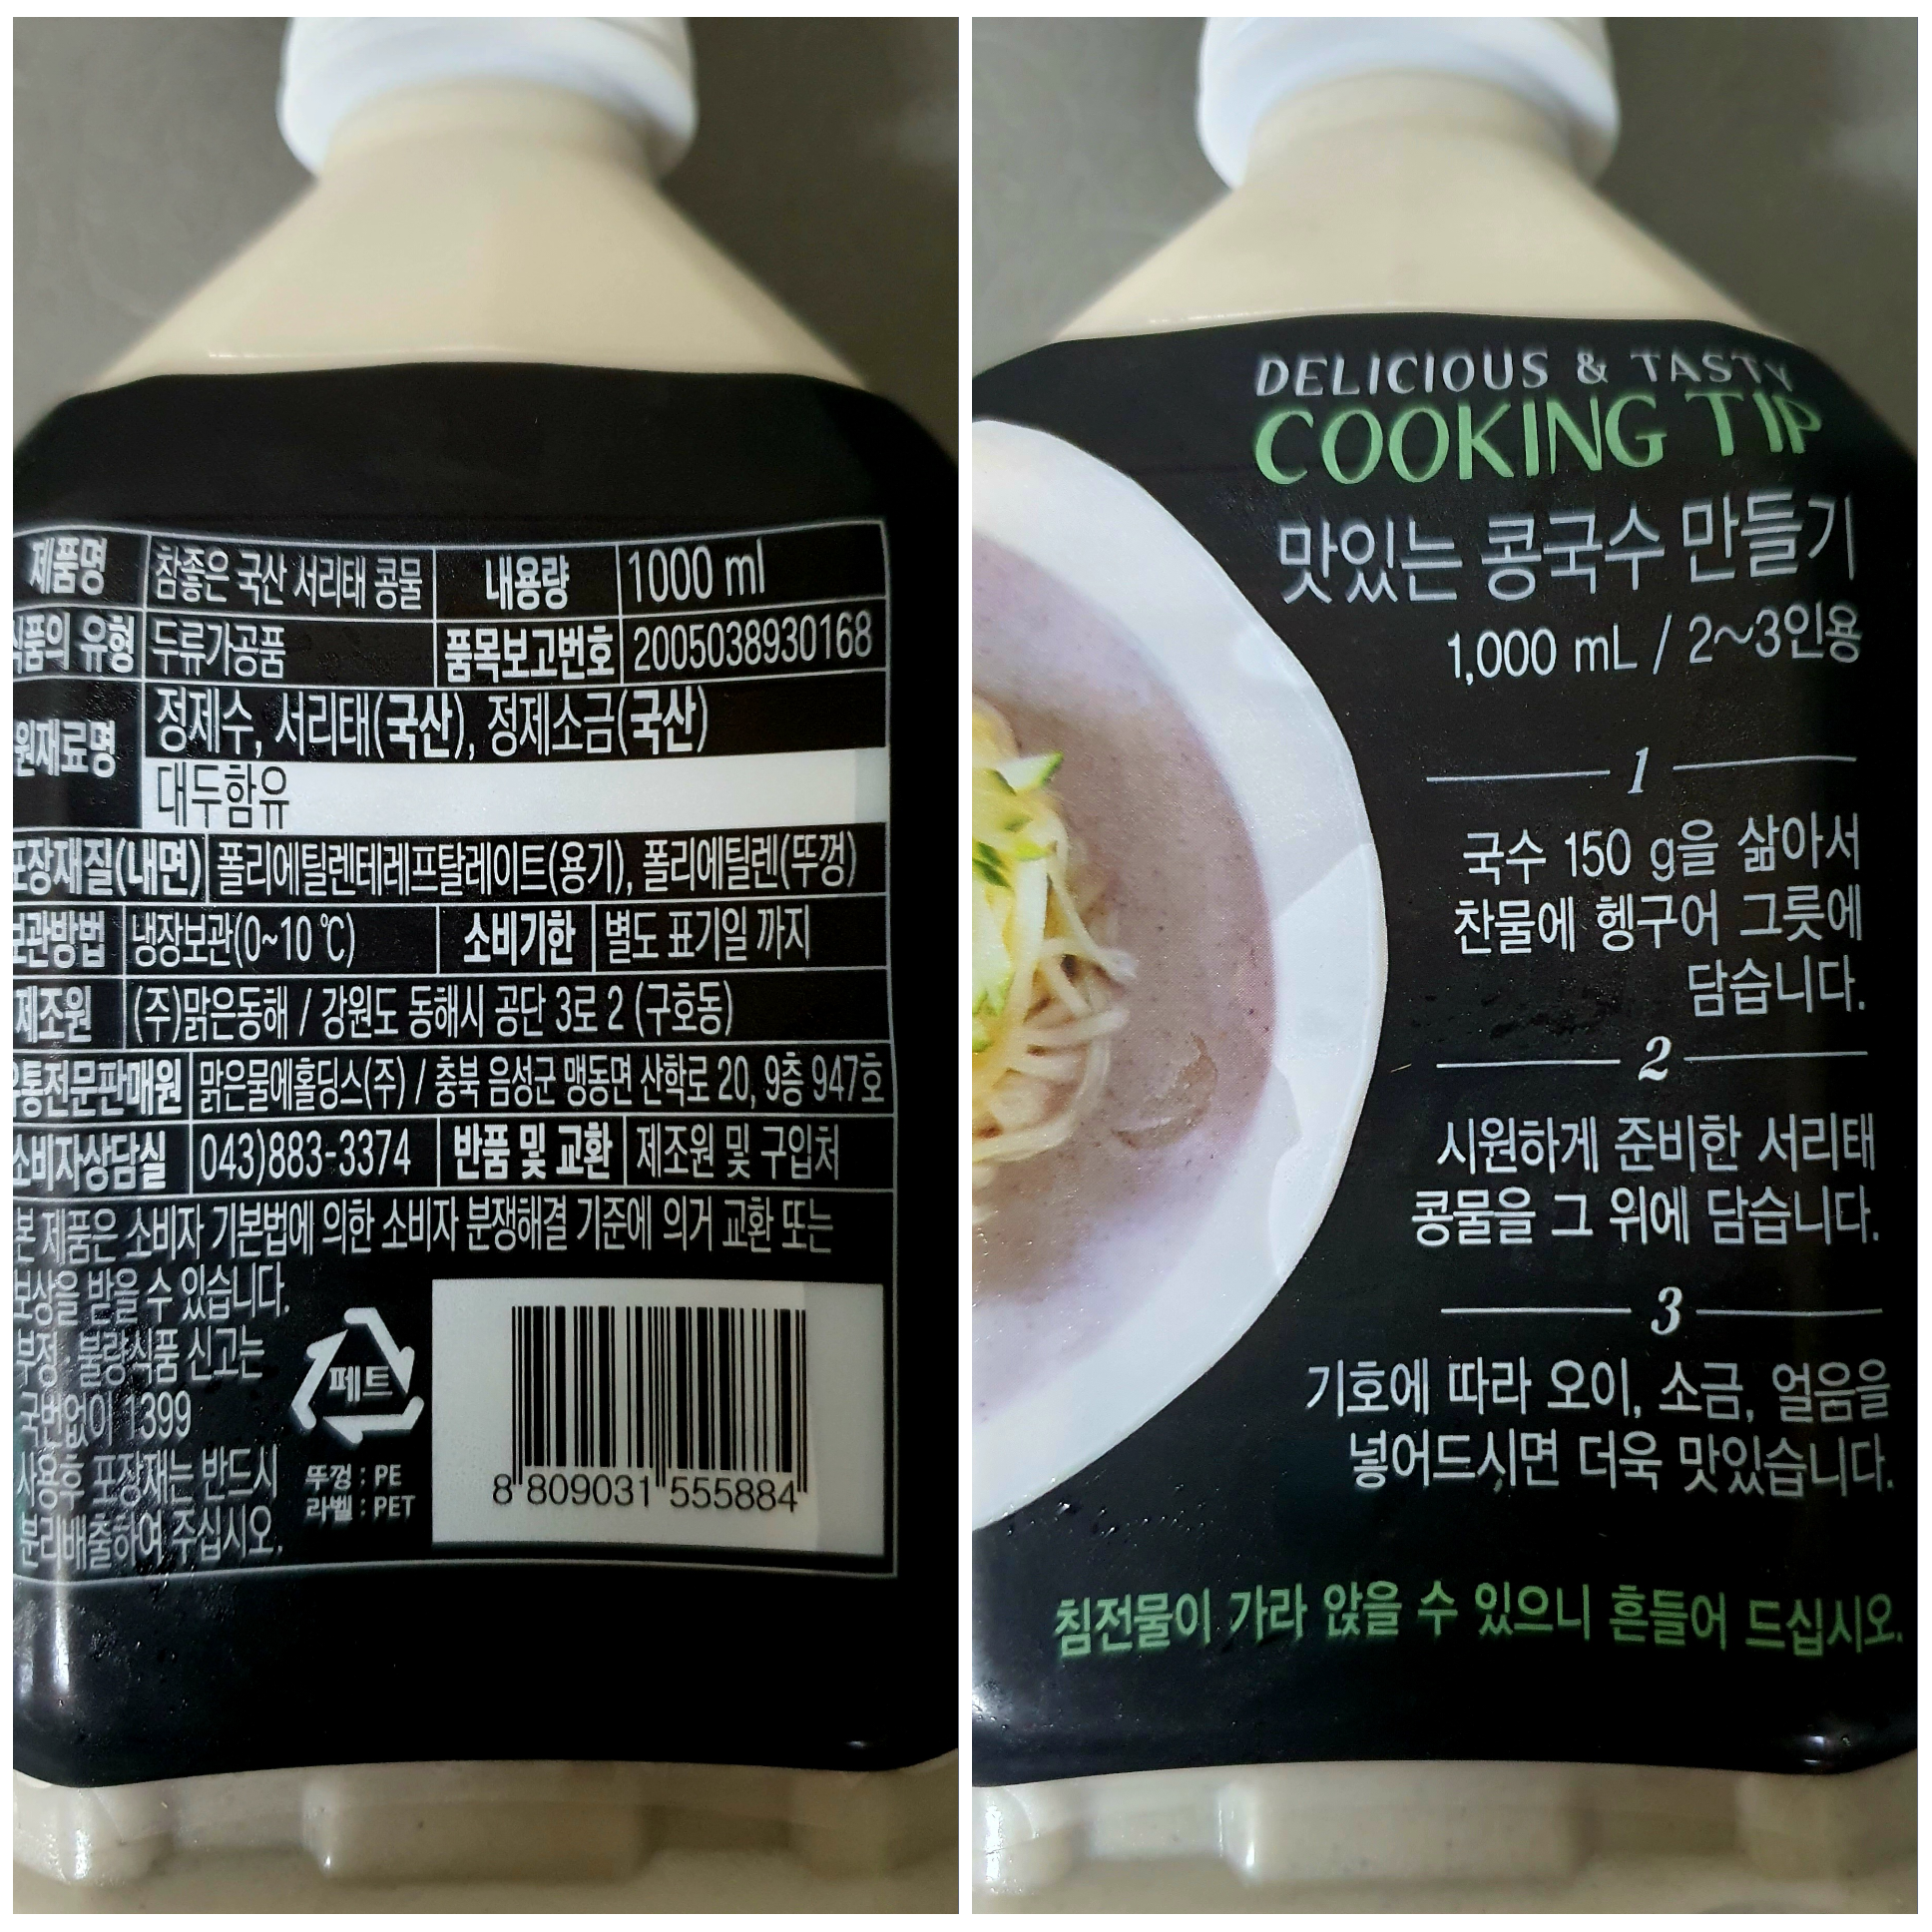 제품명 참좋은 국산 서리태 콩물 내용량 1000 ml
식품의 유형 두류가공품 품목보고번호 2005038930168
원재료명 정제수, 서리태(국산), 정제소금(국산)
대두함유
포장재질(내면) 폴리에틸렌테레프탈레이트(용기), 폴리에틸렌(뚜껑)
보관방법 냉장보관(0~10 ℃) 소비기한 별도 표기일 까지
제조원 (주)맑은동해 / 강원도 동해시 공단 3로 2 (구호동)
유통전문판매원 맑은물에홀딩스(주) / 충북 음성군 맹동면 산학로 20, 9층 947호
소비자상담실 043)883-3374 반품 및 교환 제조원 및 구입처
본 제품은 소비자 기본법에 의한 소비자 분쟁해결 기준에 의거 교환 또는
보상을 받을 수 있습니다.
부정·불량식품 신고는
국번없이 1399
사용후 포장재는 반드시
분리배출하여 주십시오.
페트
뚜껑 : PE
라벨 : PET
8 809031 555884
DELICIOUS & TASTY
COOKING TIP
맛있는 콩국수 만들기
1,000 mL / 2~3인용
1
국수 150 g을 삶아서
찬물에 헹구어 그릇에
담습니다.
2
시원하게 준비한 서리태
콩물을 그 위에 담습니다.
3
기호에 따라 오이, 소금, 얼음을
넣어드시면 더욱 맛있습니다.
침전물이 가라 앉을 수 있으니 흔들어 드십시오.